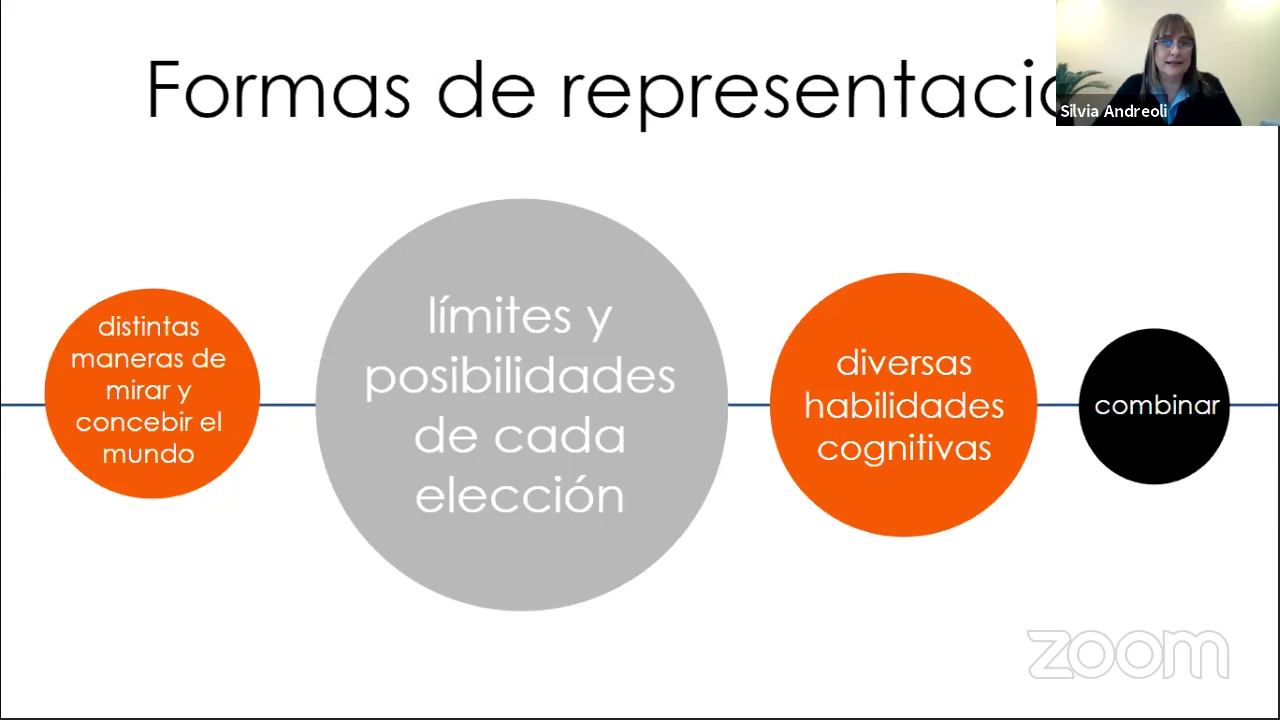 Formas de representació
Silvia Andreoli
distintas
maneras de
mirar y
concebir el
mundo
límites y
posibilidades
de cada
elección
diversas
habilidades
cognitivas
combinar
zoom